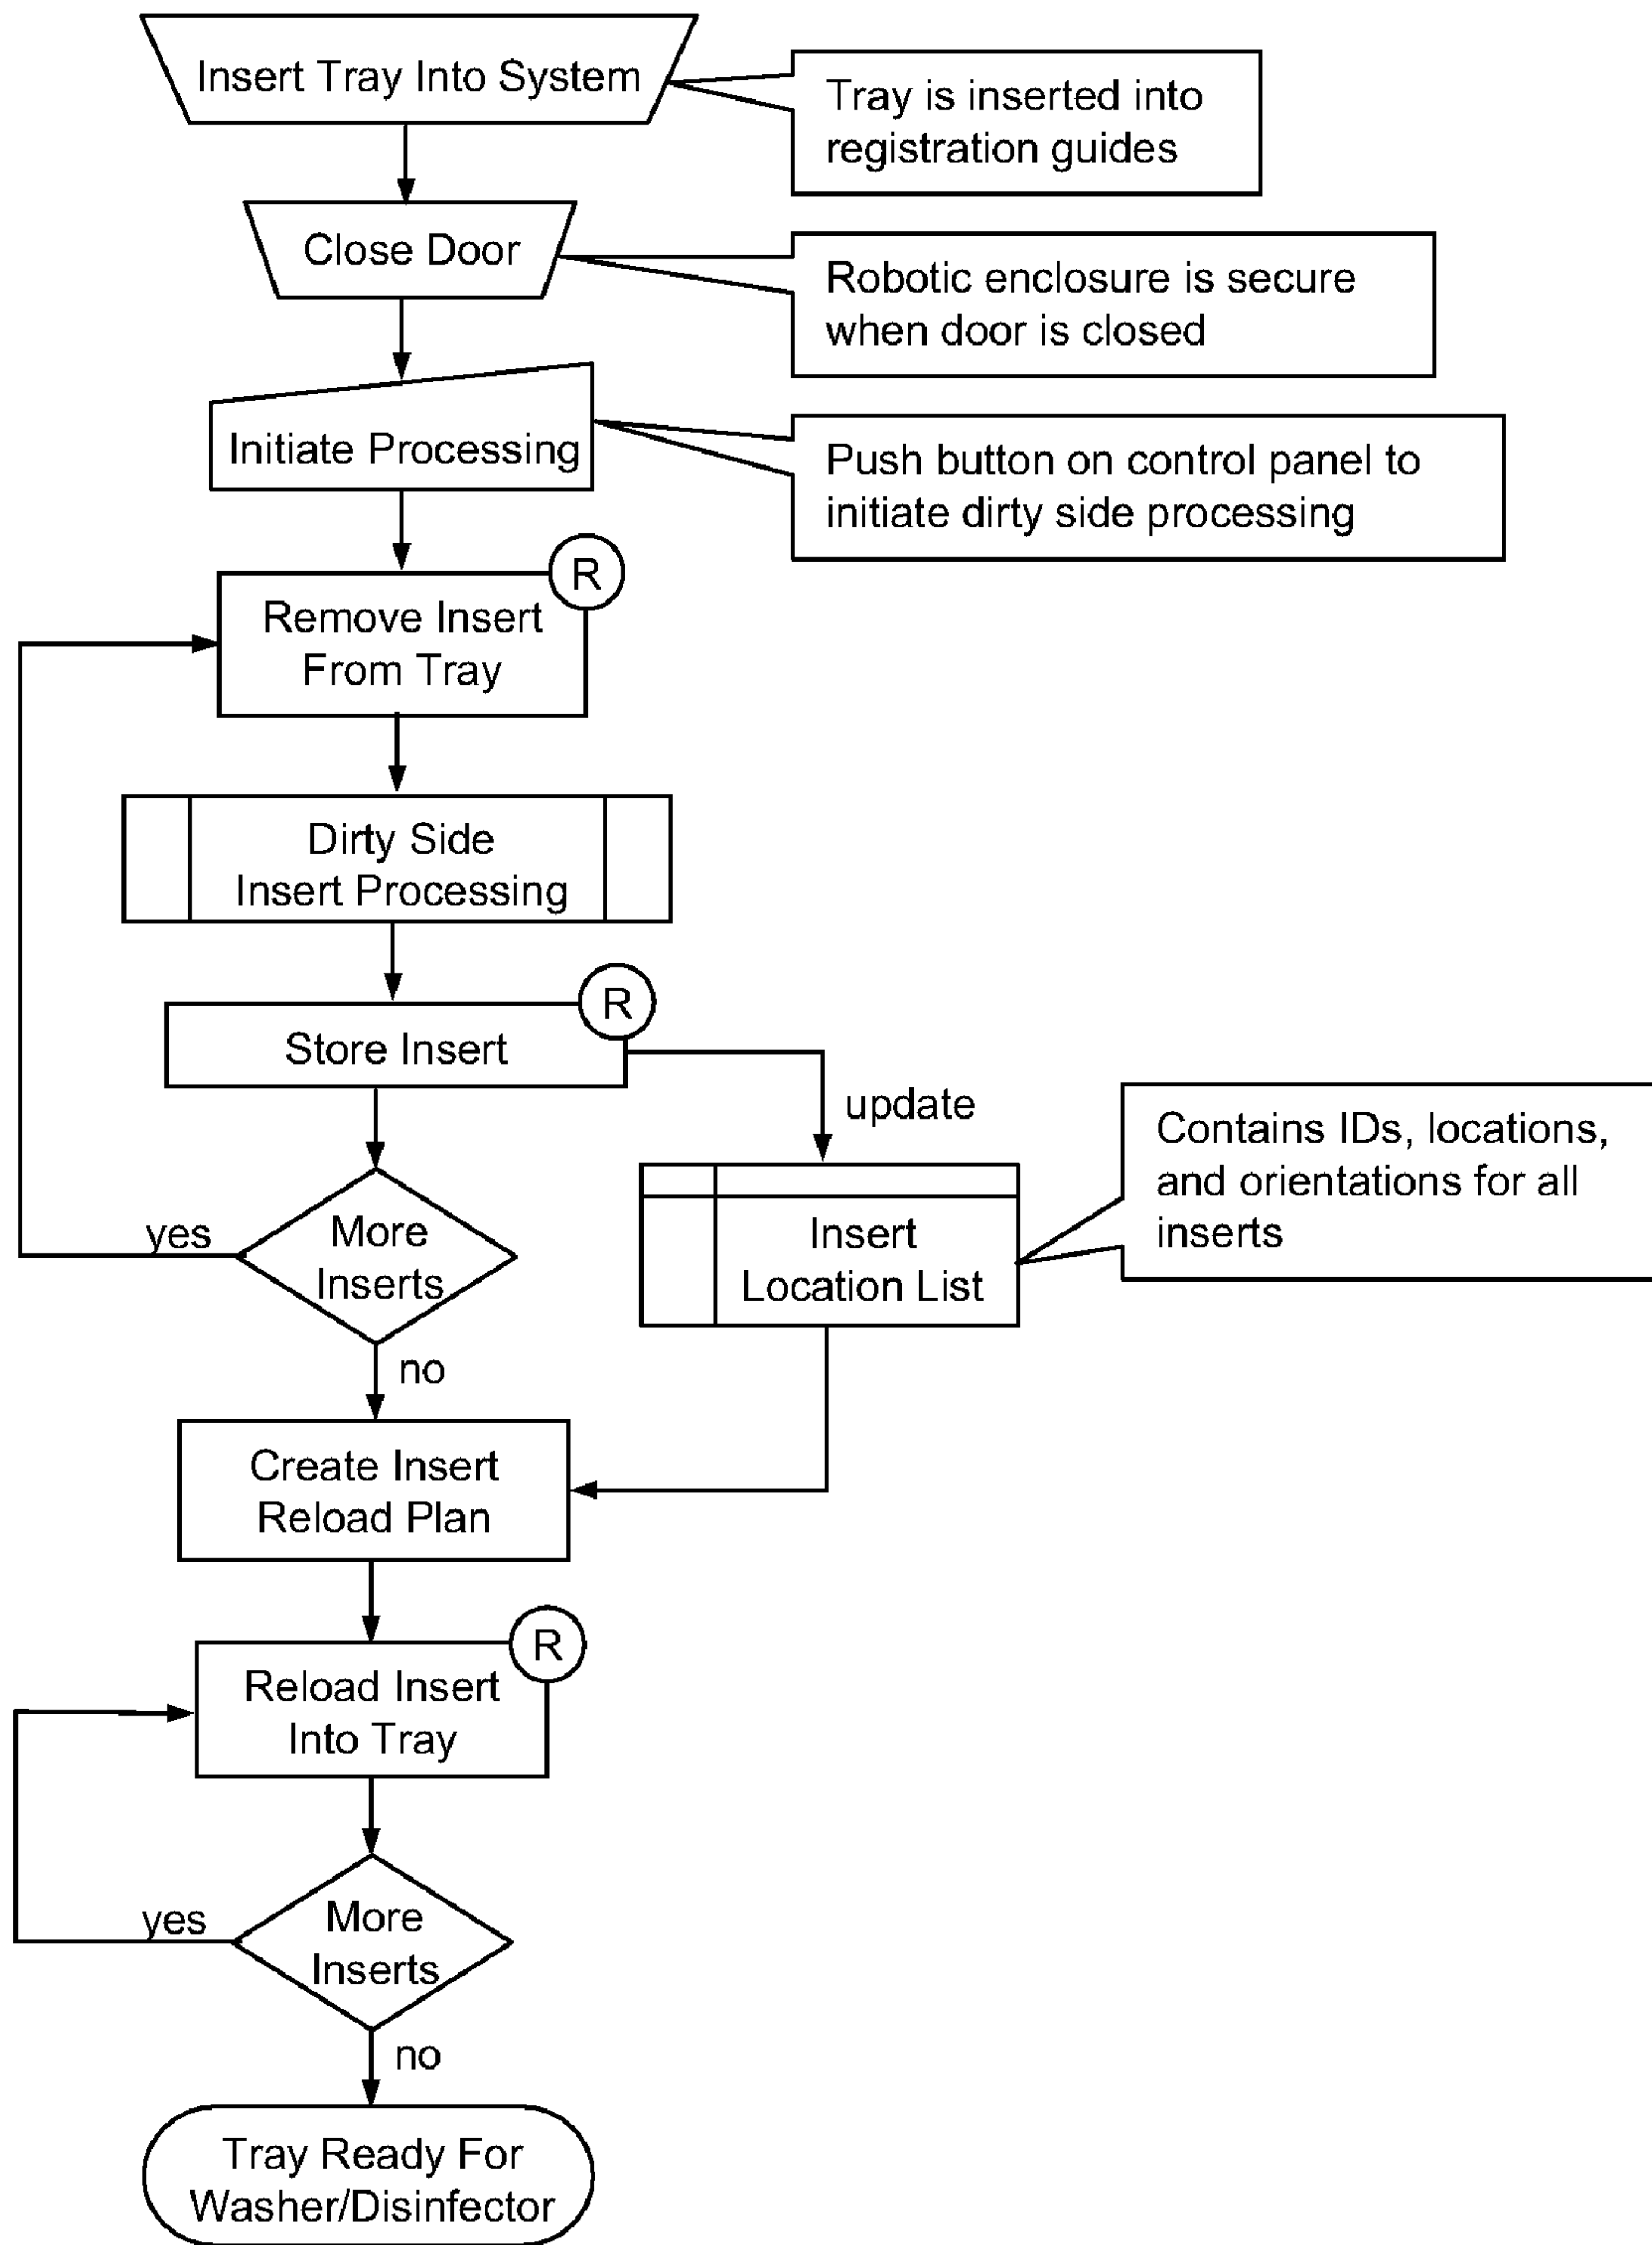 Insert Tray Into System
Tray is inserted into
registration guides
Close Door
Robotic enclosure is secure
when door is closed
Initiate Processing
Push button on control panel to
initiate dirty side processing
R
Remove Insert
From Tray
Dirty Side
Insert Processing
R
Store Insert
update
Contains IDs, locations,
and orientations for all
inserts
yes
More
Inserts
Insert
Location List
no
Create Insert
Reload Plan
R
Reload Insert
Into Tray
yes
More
Inserts
no
Tray Ready For
Washer/Disinfector